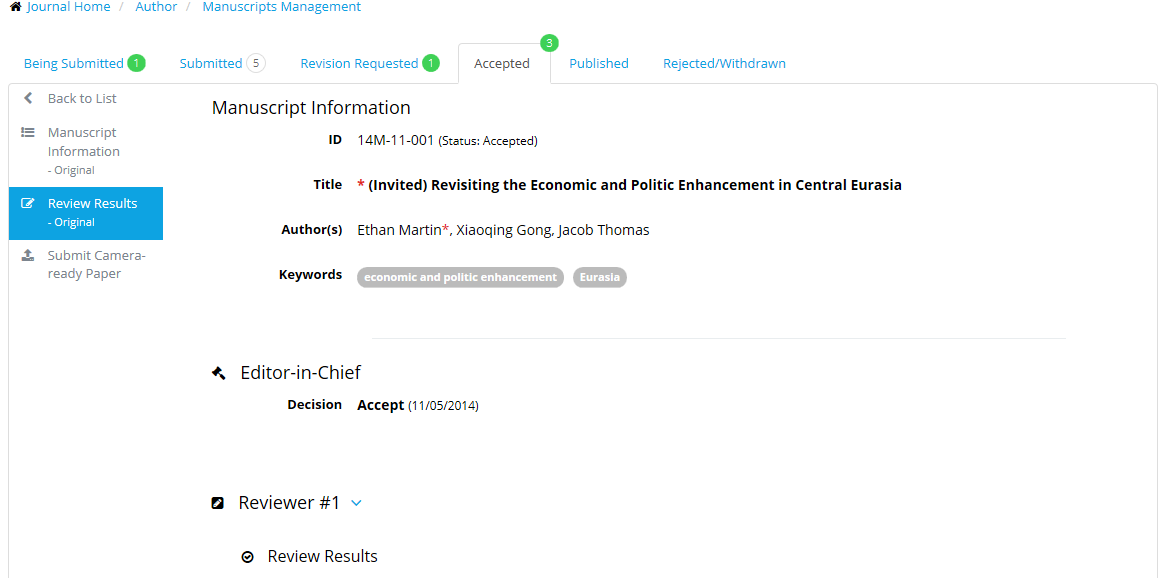 Journal Home / Author / Manuscripts Management
Being Submitted 1 Submitted 5 Revision Requested 1 Accepted 3 Published Rejected/Withdrawn
Back to List
Manuscript
Information
- Original
Review Results
- Original
Submit Camera-
ready Paper
Manuscript Information
ID 14M-11-001 (Status: Accepted)
Title * (Invited) Revisiting the Economic and Politic Enhancement in Central Eurasia
Author(s) Ethan Martin*, Xiaoqing Gong, Jacob Thomas
Keywords economic and politic enhancement Eurasia
Editor-in-Chief
Decision Accept (11/05/2014)
Reviewer #1
Review Results